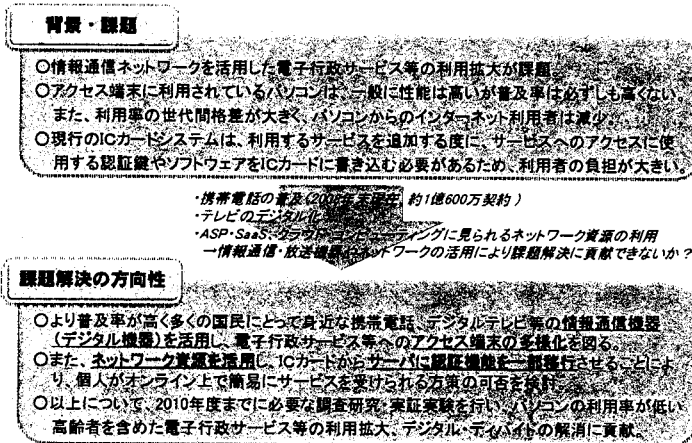 背景・課題
○情報通信ネットワークを活用した電子行政サービス等の利用拡大が課題。
○アクセス端末に利用されているパソコンは、一般に性能は高いが普及率は必ずしも高くない。
また、利用率の世代間格差が大きく、パソコンからのインターネット利用者は減少。
○現行のICカードシステムは、利用するサービスを追加する度に、サービスへのアクセスに使
用する認証鍵やソフトウェアをICカードに書き込む必要があるため、利用者の負担が大きい。
・携帯電話の普及(年末現在、約1億600万契約)
・テレビのデジタル化
・ASP・SaaS、クラウドコンピューティングに見られるネットワーク資源の利用
→情報通信・放送機器やネットワークの活用により課題解決に貢献できないか?
課題解決の方向性
○より普及率が高く多くの国民にとって身近な携帯電話、デジタルテレビ等の情報通信機器
(デジタル機器)を活用し、電子行政サービス等へのアクセス端末の多様化を図る。
○また、ネットワーク資源を活用し、ICカードからサーバに認証機能を一部移行させることによ
り、個人がオンライン上で簡易にサービスを受けられる方策の可否を検討。
○以上について、2010年度までに必要な調査研究・実証実験を行い、パソコンの利用率が低い
高齢者を含めた電子行政サービス等の利用拡大、デジタル・ディバイドの解消に貢献。